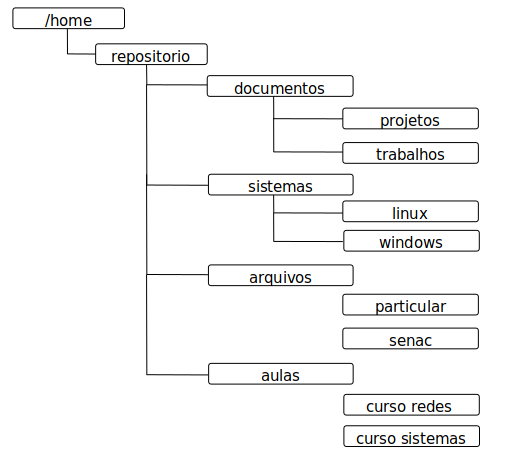 /home
repositorio
documentos
projetos
trabalhos
sistemas
linux
windows
arquivos
particular
senac
aulas
curso redes
curso sistemas